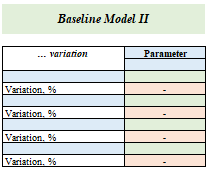 Baseline Model II
... variation Parameter
Variation, % -
Variation, % -
Variation, % -
Variation, % -